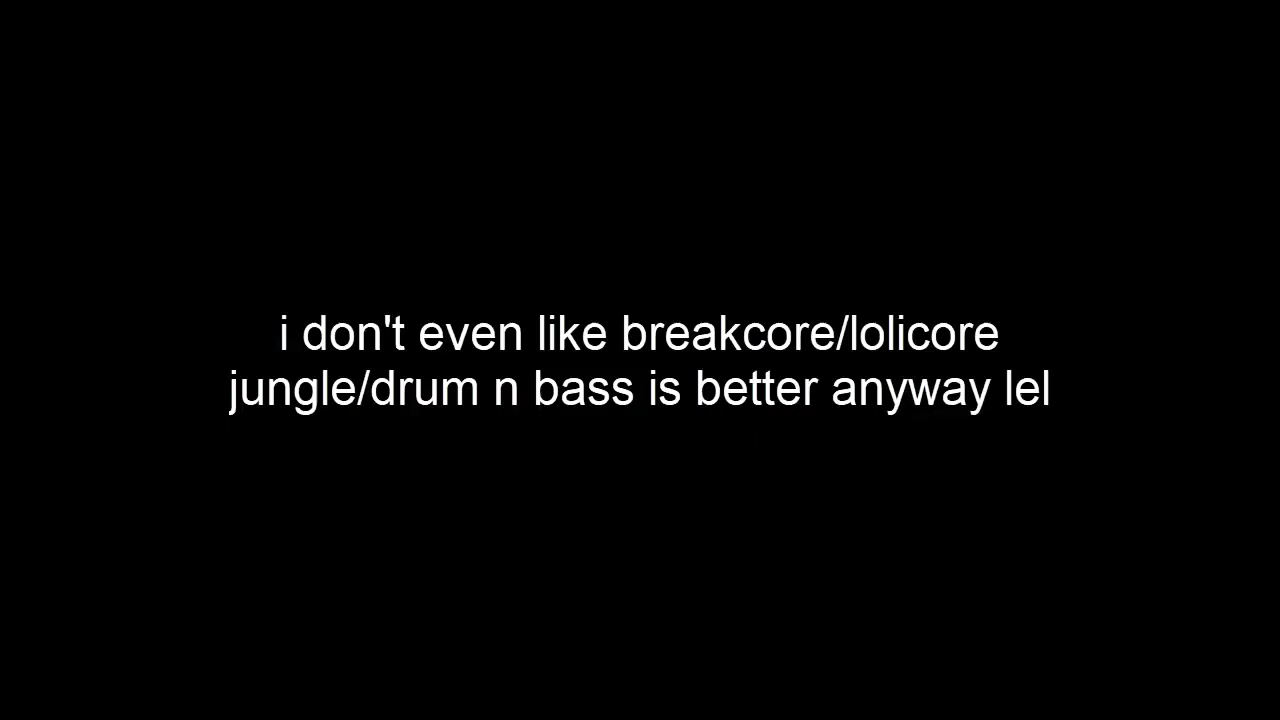 i don't even like breakcore/lolicore
jungle/drum n bass is better anyway lel